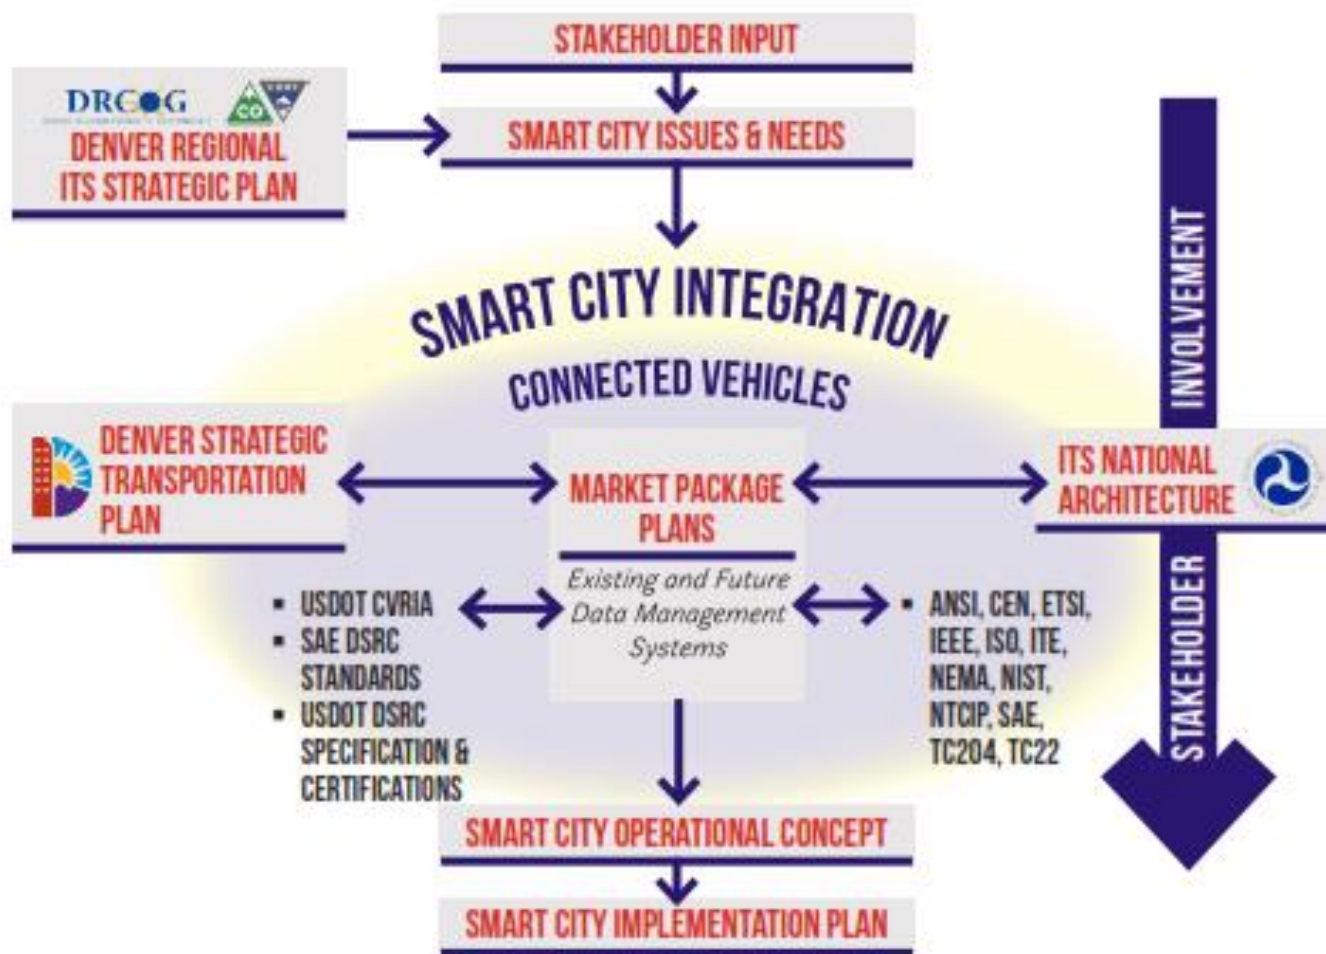 STAKEHOLDER INPUT
DRCOG
CO
DENVER REGIONAL
ITS STRATEGIC PLAN
SMART CITY ISSUES & NEEDS
SMART CITY INTEGRATION
CONNECTED VEHICLES
INVOLVEMENT
STAKEHOLDER
DENVER STRATEGIC
TRANSPORTATION
PLAN
MARKET PACKAGE
PLANS
Existing and Future
Data Management
Systems
ITS NATIONAL
ARCHITECTURE
▪ USDOT CVRIA
▪ SAE DSRC
STANDARDS
▪ USDOT DSRC
SPECIFICATION &
CERTIFICATIONS
▪ ANSI, CEN, ETSI,
IEEE, ISO, ITE,
NEMA, NIST,
NTCIP, SAE,
TC204, TC22
SMART CITY OPERATIONAL CONCEPT
SMART CITY IMPLEMENTATION PLAN